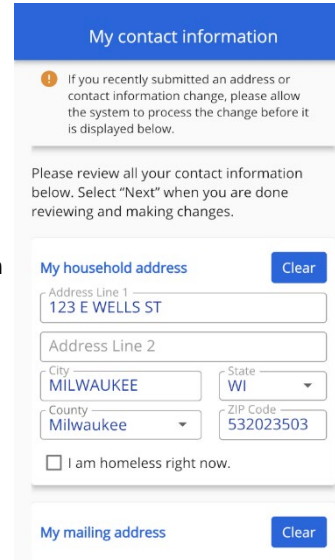 My contact information
If you recently submitted an address or
contact information change, please allow
the system to process the change before it
is displayed below.
Please review all your contact information
below. Select “Next” when you are done
reviewing and making changes.
My household address
Clear
Address Line 1
123 E WELLS ST
Address Line 2
City
MILWAUKEE
State
WI
County
Milwaukee
ZIP Code
532023503
I am homeless right now.
My mailing address
Clear